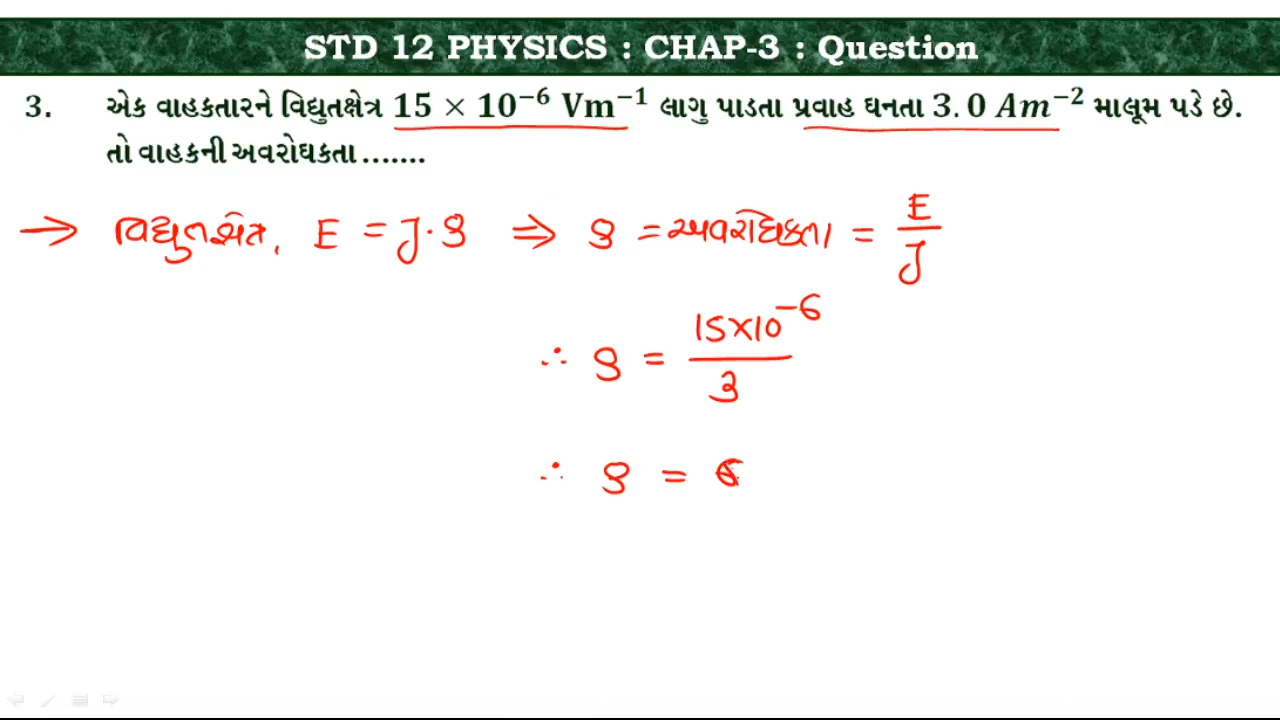 STD 12 PHYSICS : CHAP-3 : Question
3. એક વાહકતારને વિદ્યુતક્ષેત્ર 15 × 10⁻⁶ Vm⁻¹ લાગુ પાડતા પ્રવાહ ઘનતા 3.0 Am⁻² માલૂમ પડે છે.
તો વાહકની અવરોધકતા .......
→ વિદ્યુતક્ષેત્ર, E = J · ρ ⇒ ρ = અવરોધકતા = E / J
∴ ρ = 15×10⁻⁶ / 3
∴ ρ =